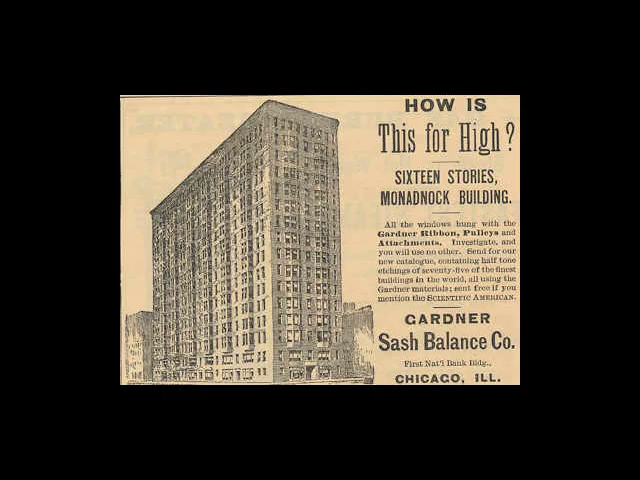 HOW IS
This for High?
SIXTEEN STORIES,
MONADNOCK BUILDING.
All the windows hung with the
Gardner Ribbon, Pulleys and
Attachments. Investigate, and
you will use no other. Send for our
new catalogue, containing half tone
etchings of seventy-five of the finest
buildings in the world, all using the
Gardner materials; sent free if you
mention the SCIENTIFIC AMERICAN.
GARDNER
Sash Balance Co.
First Nat'l Bank Bldg.,
CHICAGO, ILL.